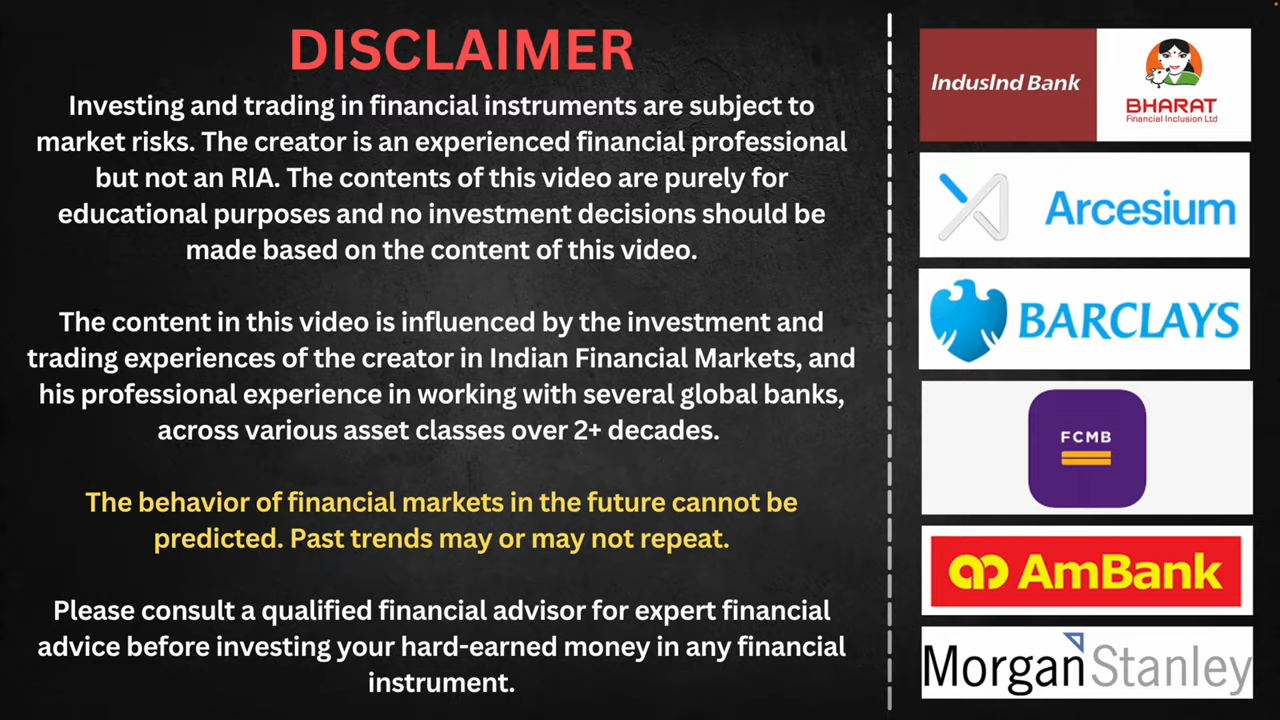 DISCLAIMER
Investing and trading in financial instruments are subject to
market risks. The creator is an experienced financial professional
but not an RIA. The contents of this video are purely for
educational purposes and no investment decisions should be
made based on the content of this video.
The content in this video is influenced by the investment and
trading experiences of the creator in Indian Financial Markets, and
his professional experience in working with several global banks,
across various asset classes over 2+ decades.
The behavior of financial markets in the future cannot be
predicted. Past trends may or may not repeat.
Please consult a qualified financial advisor for expert financial
advice before investing your hard-earned money in any financial
instrument.
IndusInd Bank
BHARAT
Financial Inclusion Ltd
Arcesium
BARCLAYS
FCMB
AmBank
Morgan Stanley